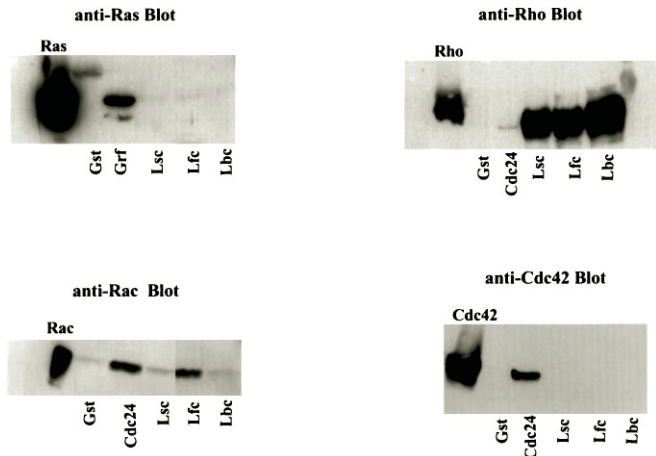 anti-Ras Blot
Ras
Gst Grf Lsc Lfc Lbc
anti-Rho Blot
Rho
Gst Cdc24 Lsc Lfc Lbc
anti-Rac Blot
Rac
Gst Cdc24 Lsc Lfc Lbc
anti-Cdc42 Blot
Cdc42
Gst Cdc24 Lsc Lfc Lbc